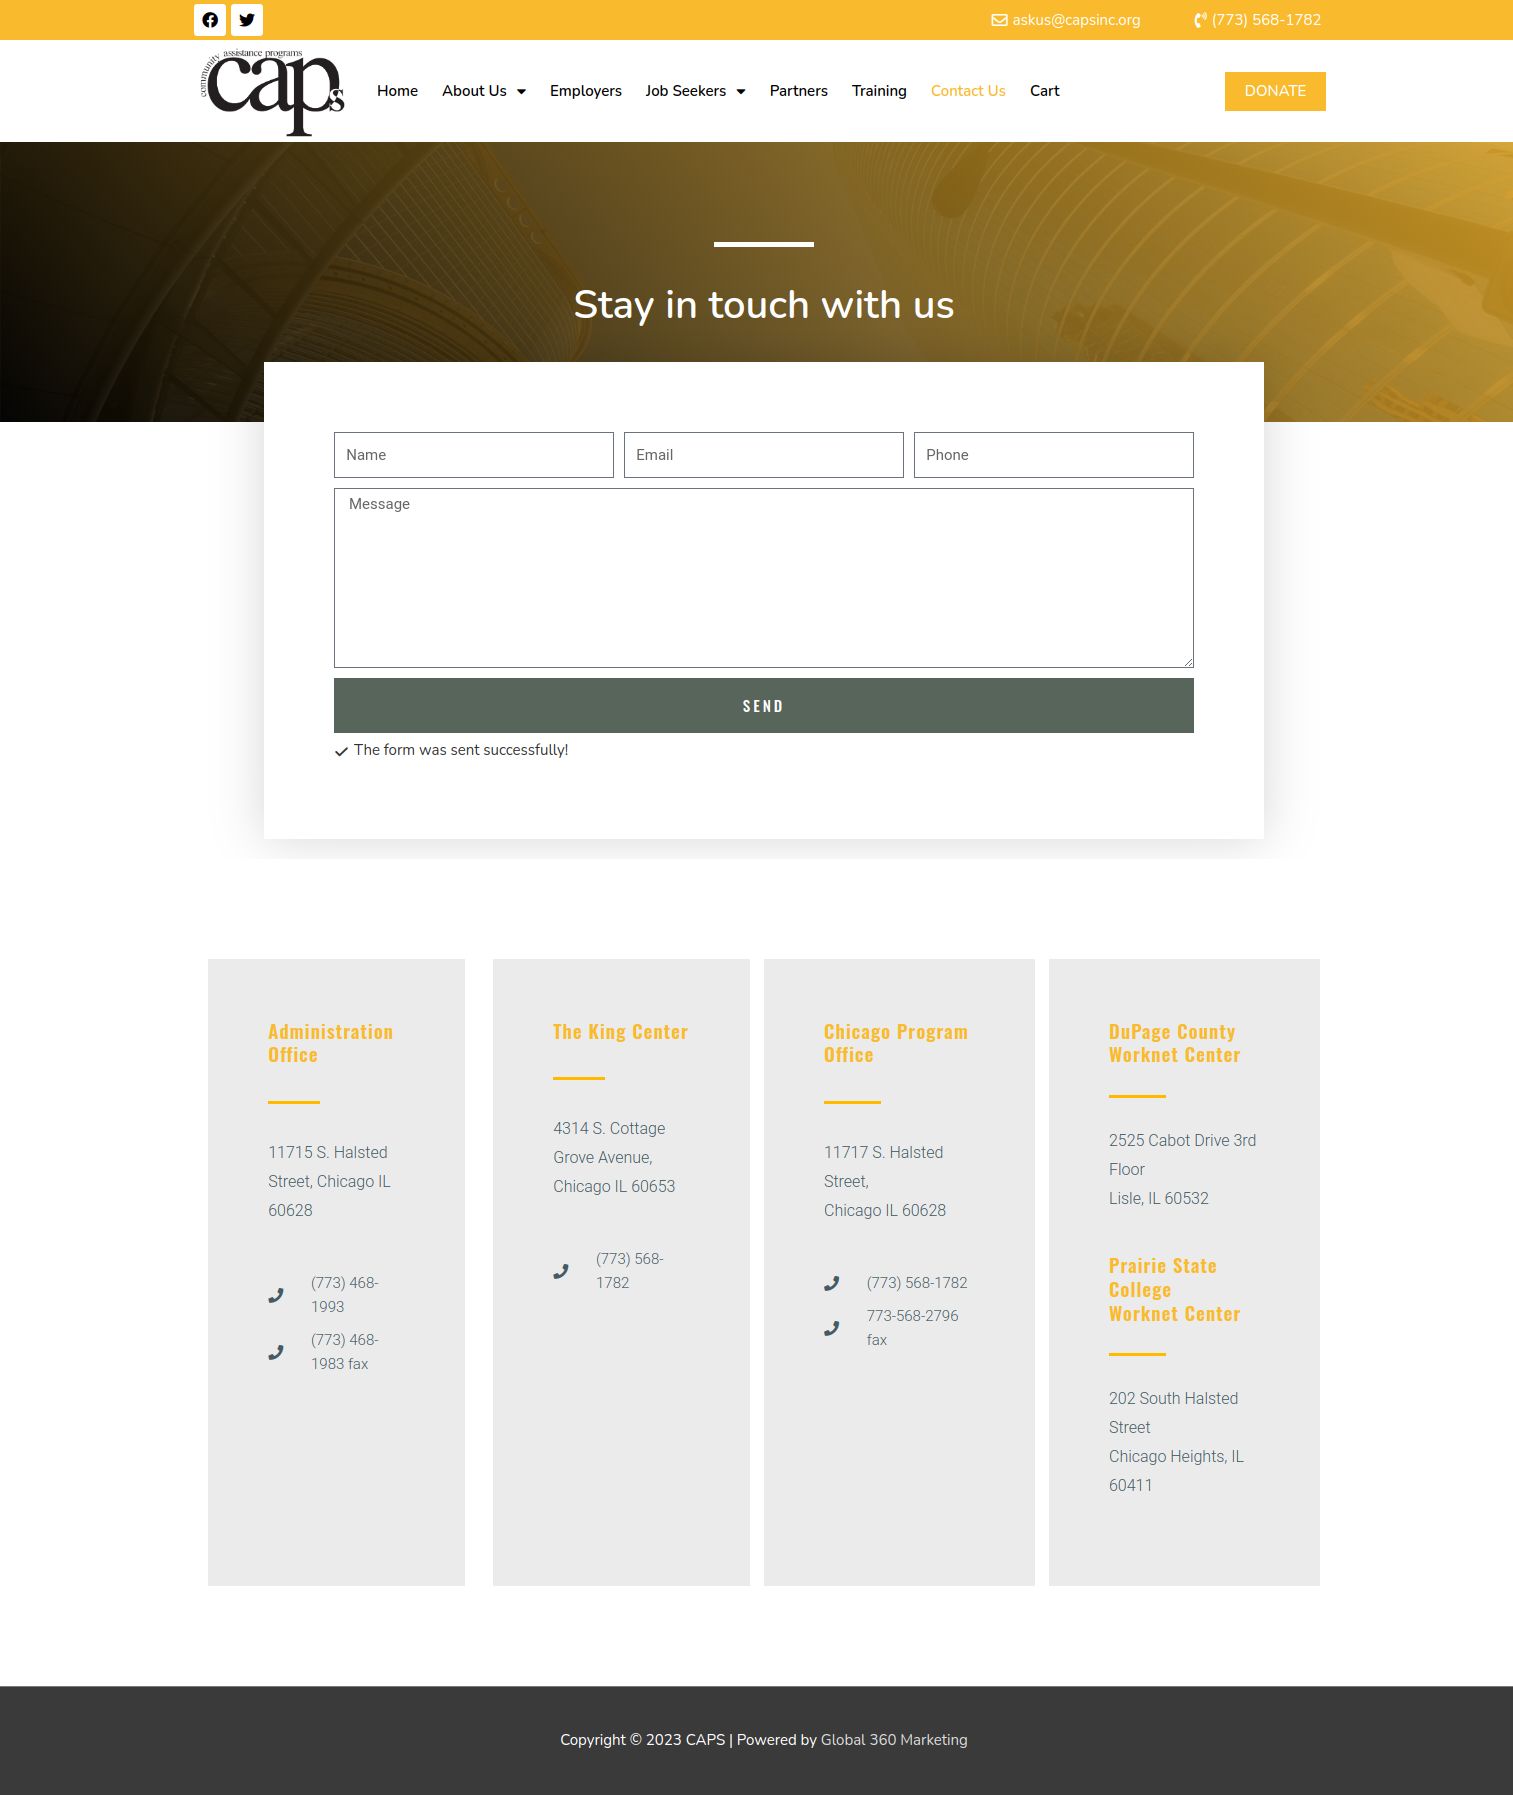 askus@capsinc.org
(773) 568-1782
community assistance programs
caps
Home
About Us
Employers
Job Seekers
Partners
Training
Contact Us
Cart
DONATE
Stay in touch with us
Name
Email
Phone
Message
SEND
The form was sent successfully!
Administration
Office
11715 S. Halsted
Street, Chicago IL
60628
(773) 468-
1993
(773) 468-
1983 fax
The King Center
4314 S. Cottage
Grove Avenue,
Chicago IL 60653
(773) 568-
1782
Chicago Program
Office
11717 S. Halsted
Street,
Chicago IL 60628
(773) 568-1782
773-568-2796
fax
DuPage County
Worknet Center
2525 Cabot Drive 3rd
Floor
Lisle, IL 60532
Prairie State
College
Worknet Center
202 South Halsted
Street
Chicago Heights, IL
60411
Copyright © 2023 CAPS | Powered by Global 360 Marketing